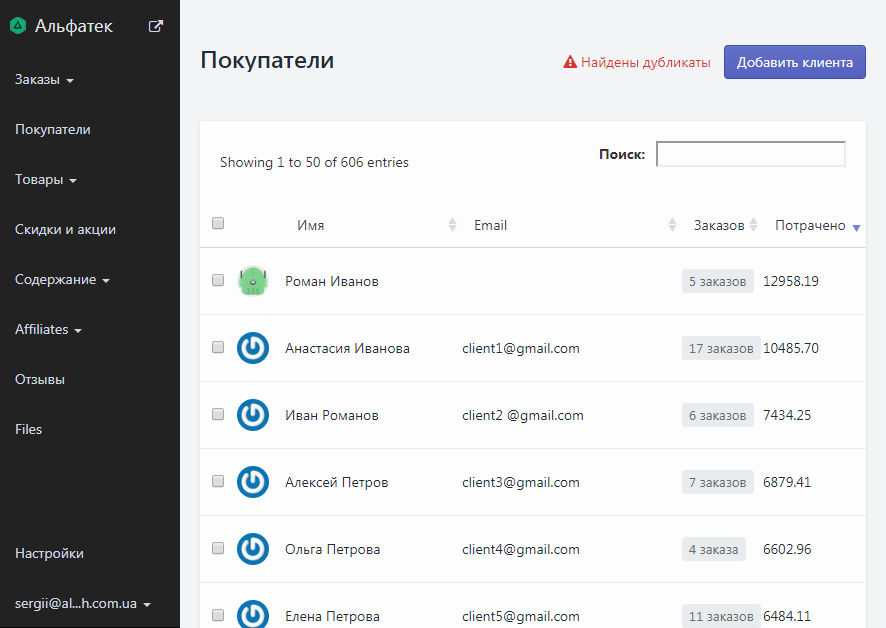 Альфатек
Заказы
Покупатели
Товары
Скидки и акции
Содержание
Affiliates
Отзывы
Files
Настройки
sergii@al...h.com.ua
Покупатели
Найдены дубликаты
Добавить клиента
Showing 1 to 50 of 606 entries
Поиск:
Имя Email Заказов Потрачено
Роман Иванов 5 заказов 12958.19
Анастасия Иванова client1@gmail.com 17 заказов 10485.70
Иван Романов client2 @gmail.com 6 заказов 7434.25
Алексей Петров client3@gmail.com 7 заказов 6879.41
Ольга Петрова client4@gmail.com 4 заказа 6602.96
Елена Петрова client5@gmail.com 11 заказов 6484.11